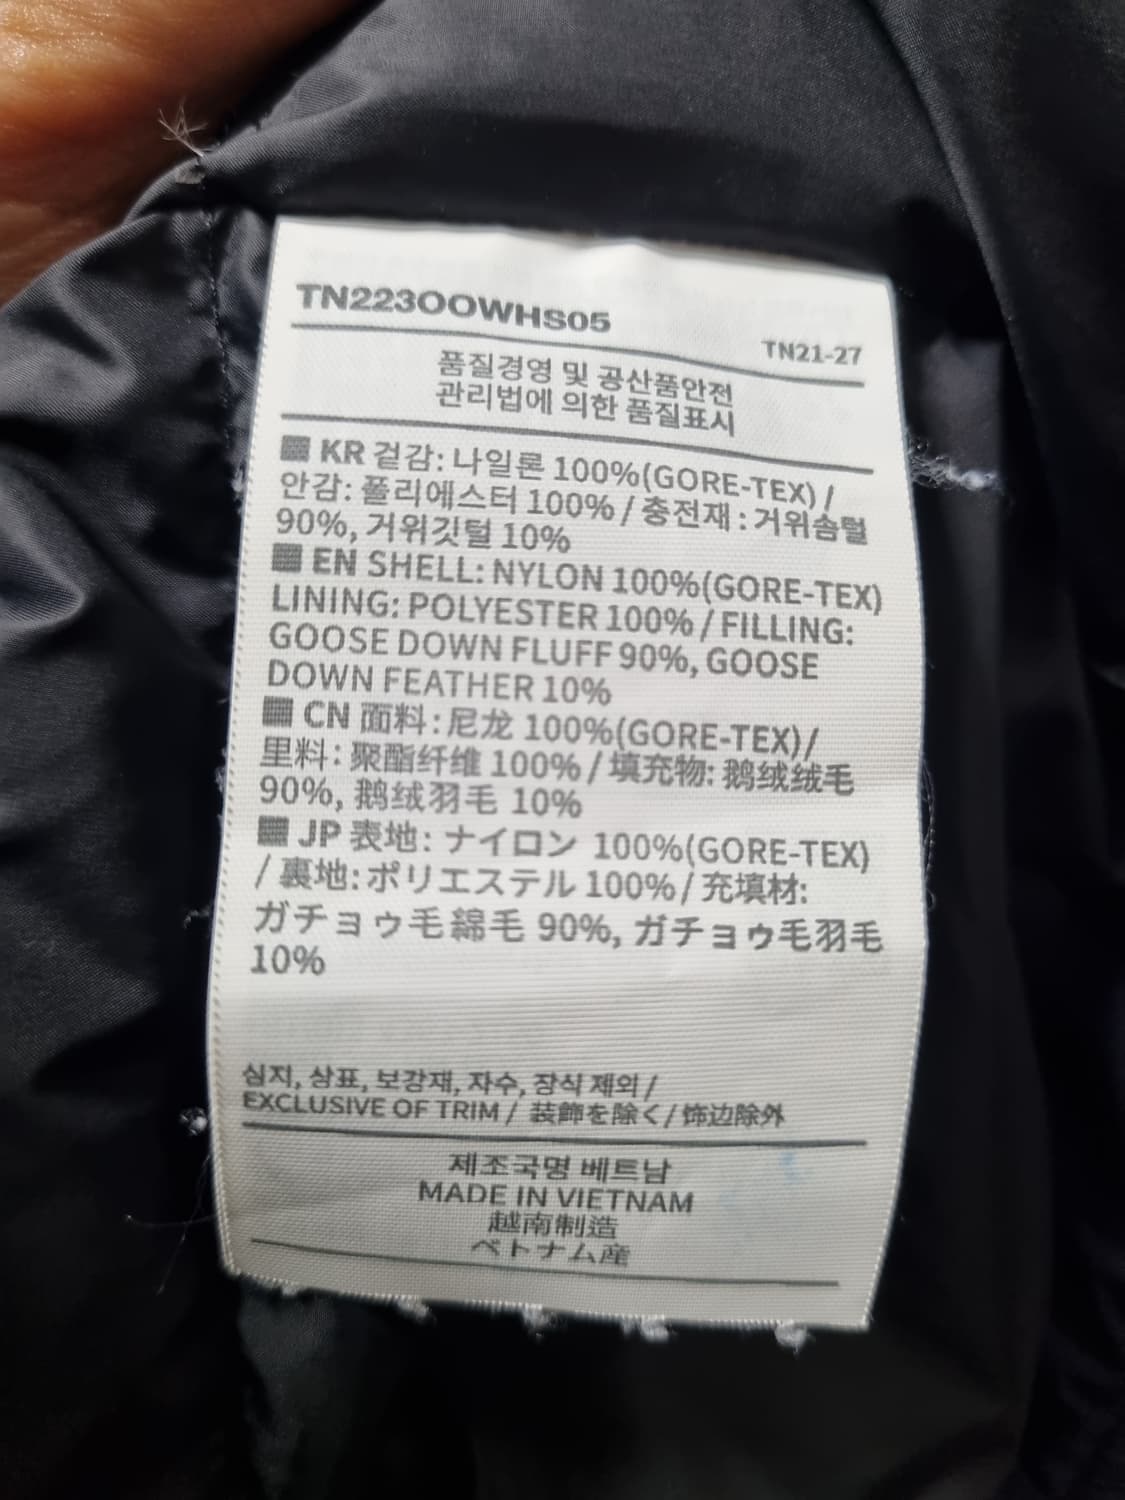 TN223OOWHS05
TN21-27
품질경영 및 공산품안전
관리법에 의한 품질표시
KR 겉감: 나일론 100%(GORE-TEX) /
안감: 폴리에스터 100% / 충전재 : 거위솜털
90%, 거위깃털 10%
EN SHELL: NYLON 100%(GORE-TEX)
LINING: POLYESTER 100% / FILLING:
GOOSE DOWN FLUFF 90%, GOOSE
DOWN FEATHER 10%
CN 面料 : 尼龙 100%(GORE-TEX)/
里料: 聚酯纤维 100% / 填充物: 鹅绒绒毛
90%, 鹅绒羽毛 10%
JP 表地 : ナイロン 100%(GORE-TEX)
/ 裏地: ポリエステル 100% / 充填材:
ガチョゥ毛綿毛 90%, ガチョゥ毛羽毛
10%
심지, 상표, 보강재, 자수, 장식 제외 /
EXCLUSIVE OF TRIM / 装飾を除く/ 饰边除外
제조국명 베트남
MADE IN VIETNAM
越南制造
ベトナム産